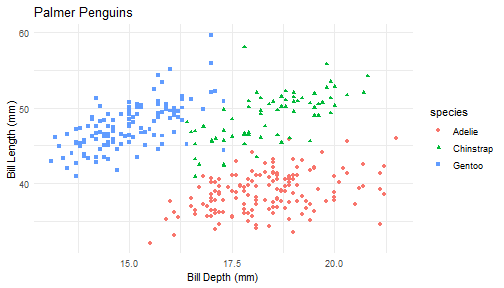 Palmer Penguins
60
50
40
Bill Length (mm)
15.0
17.5
20.0
Bill Depth (mm)
species
Adelie
Chinstrap
Gentoo